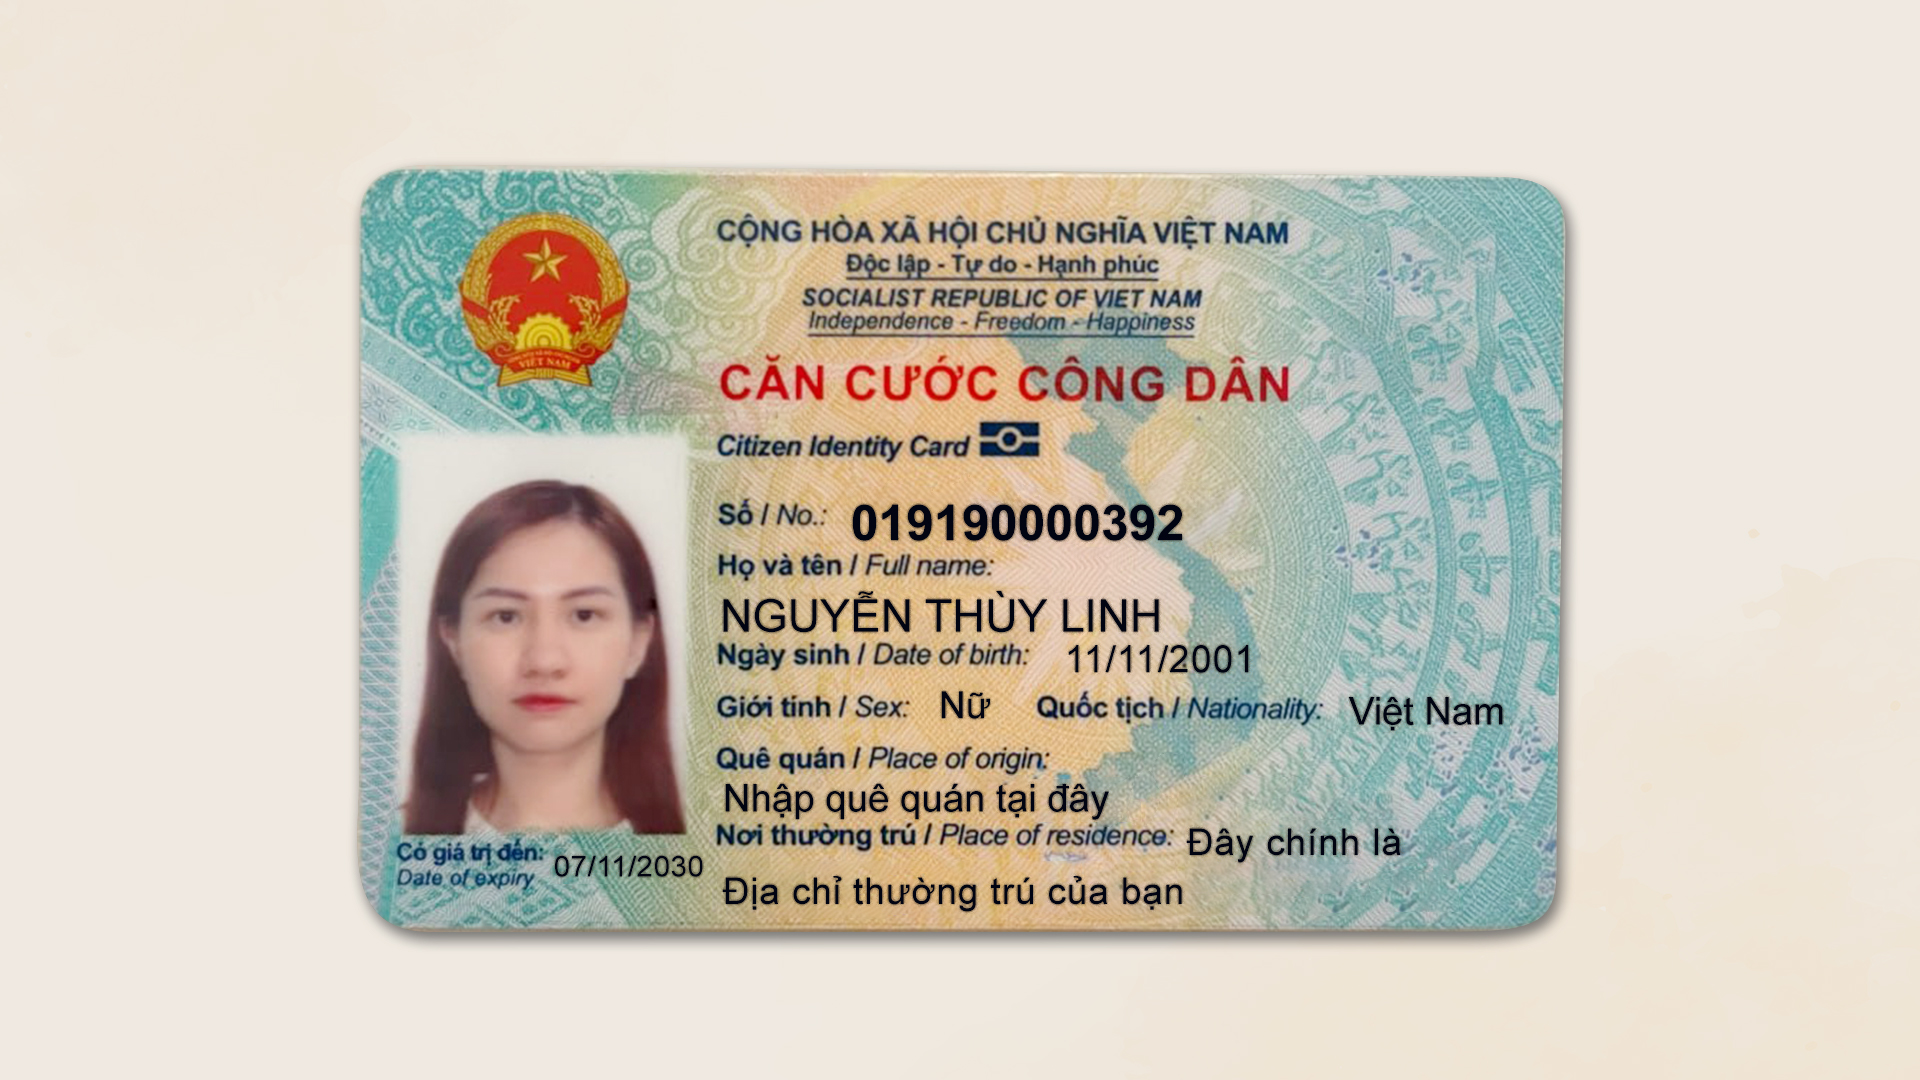 CỘNG HÒA XÃ HỘI CHỦ NGHĨA VIỆT NAM
Độc lập - Tự do - Hạnh phúc
SOCIALIST REPUBLIC OF VIET NAM
Independence - Freedom - Happiness
VIỆT NAM
CĂN CƯỚC CÔNG DÂN
Citizen Identity Card
Số / No.: 019190000392
Họ và tên / Full name:
NGUYỄN THÙY LINH
Ngày sinh / Date of birth: 11/11/2001
Giới tính / Sex: Nữ Quốc tịch / Nationality: Việt Nam
Quê quán / Place of origin:
Nhập quê quán tại đây
Nơi thường trú / Place of residence: Đây chính là
Địa chỉ thường trú của bạn
Có giá trị đến: 07/11/2030
Date of expiry